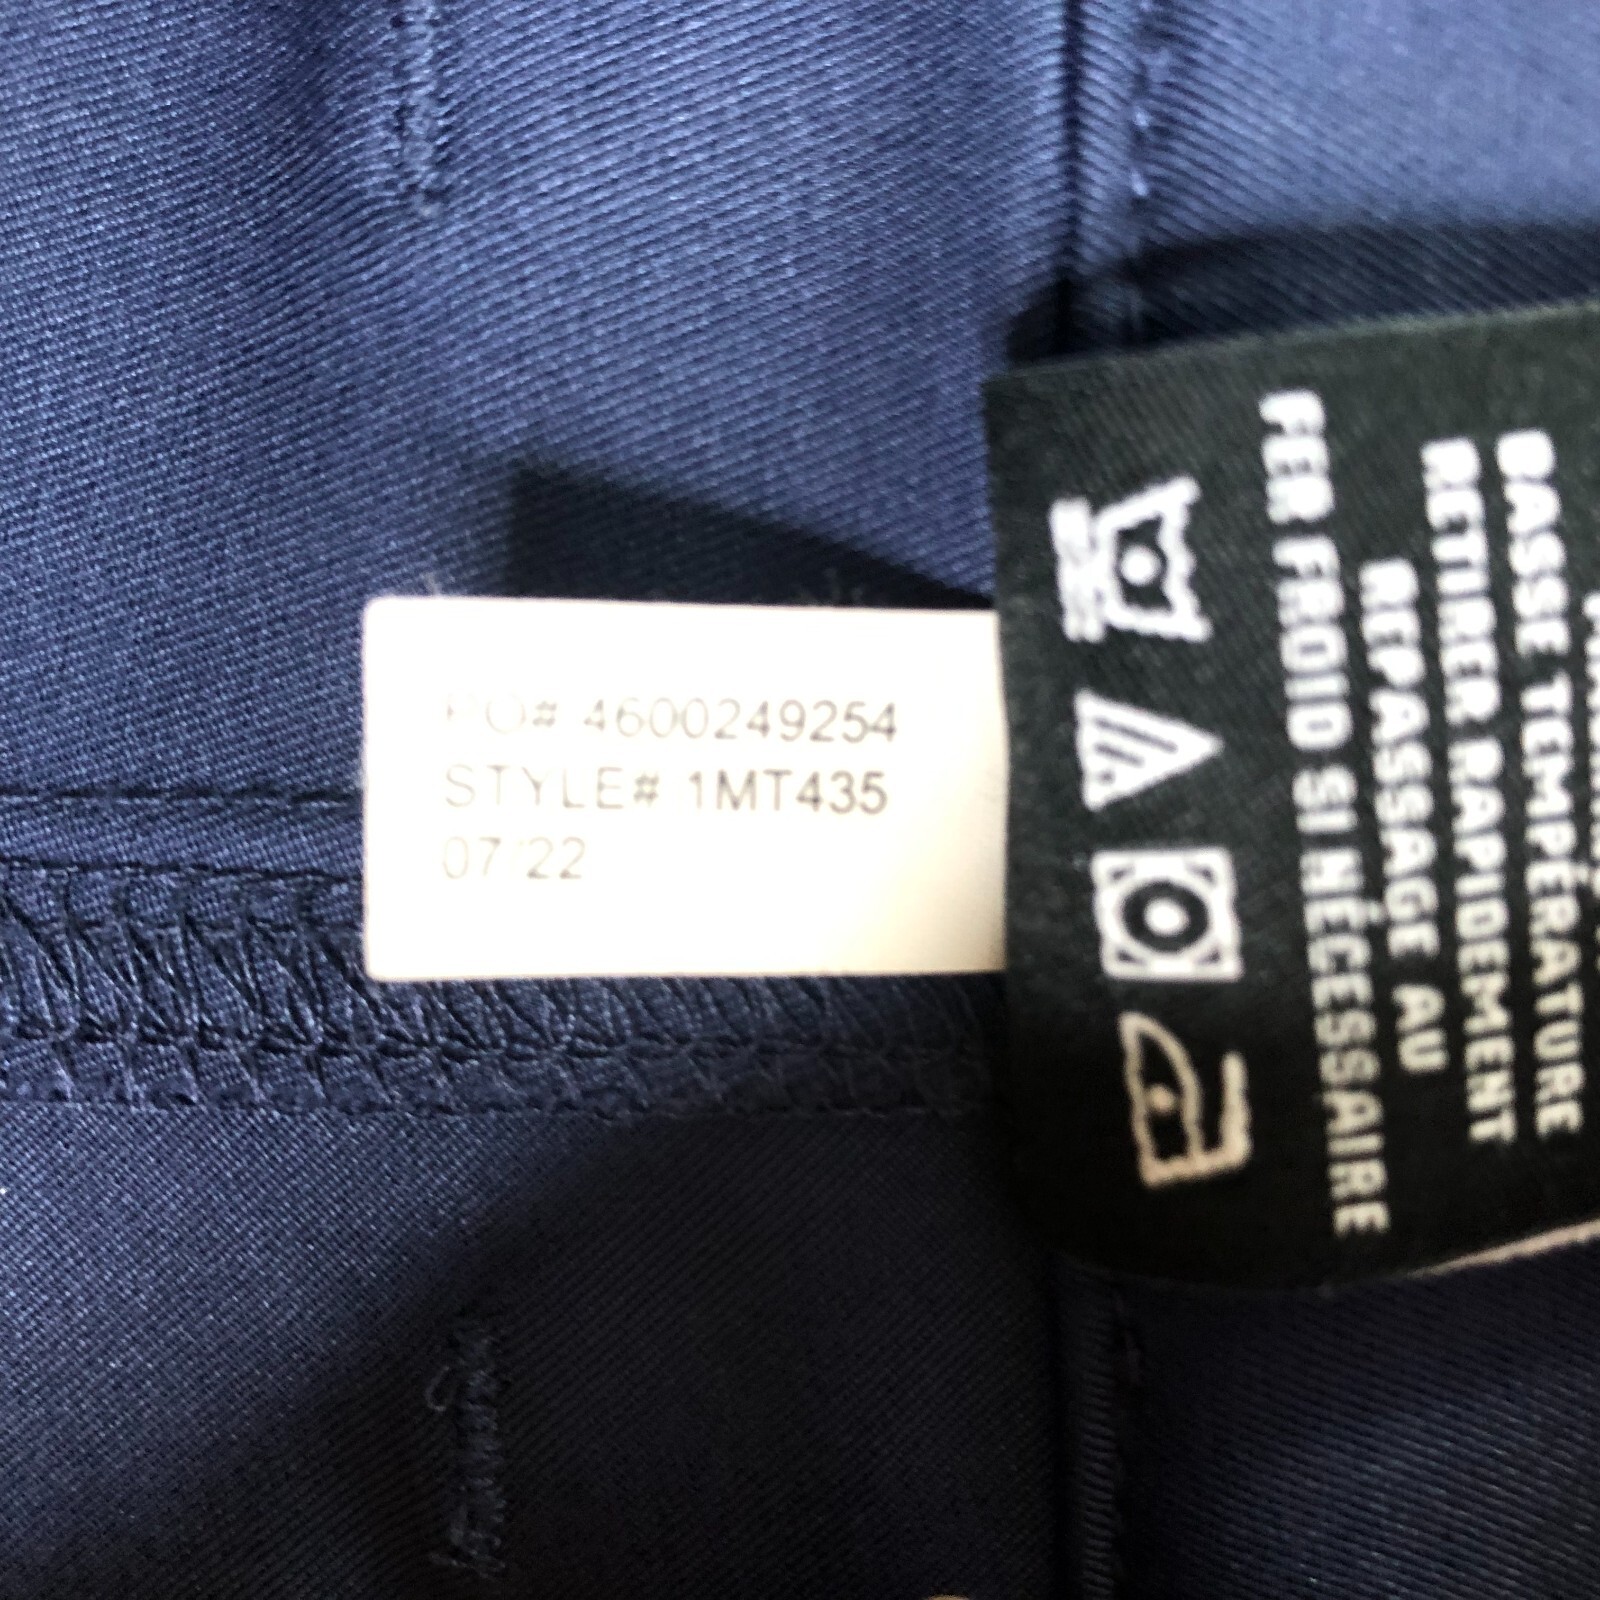 PO# 4600249254
STYLE# 1MT435
07/22
BASSE TEMPÉRATURE
RETIRER RAPIDEMENT
REPASSAGE AU
FER FROID SI NÉCESSAIRE